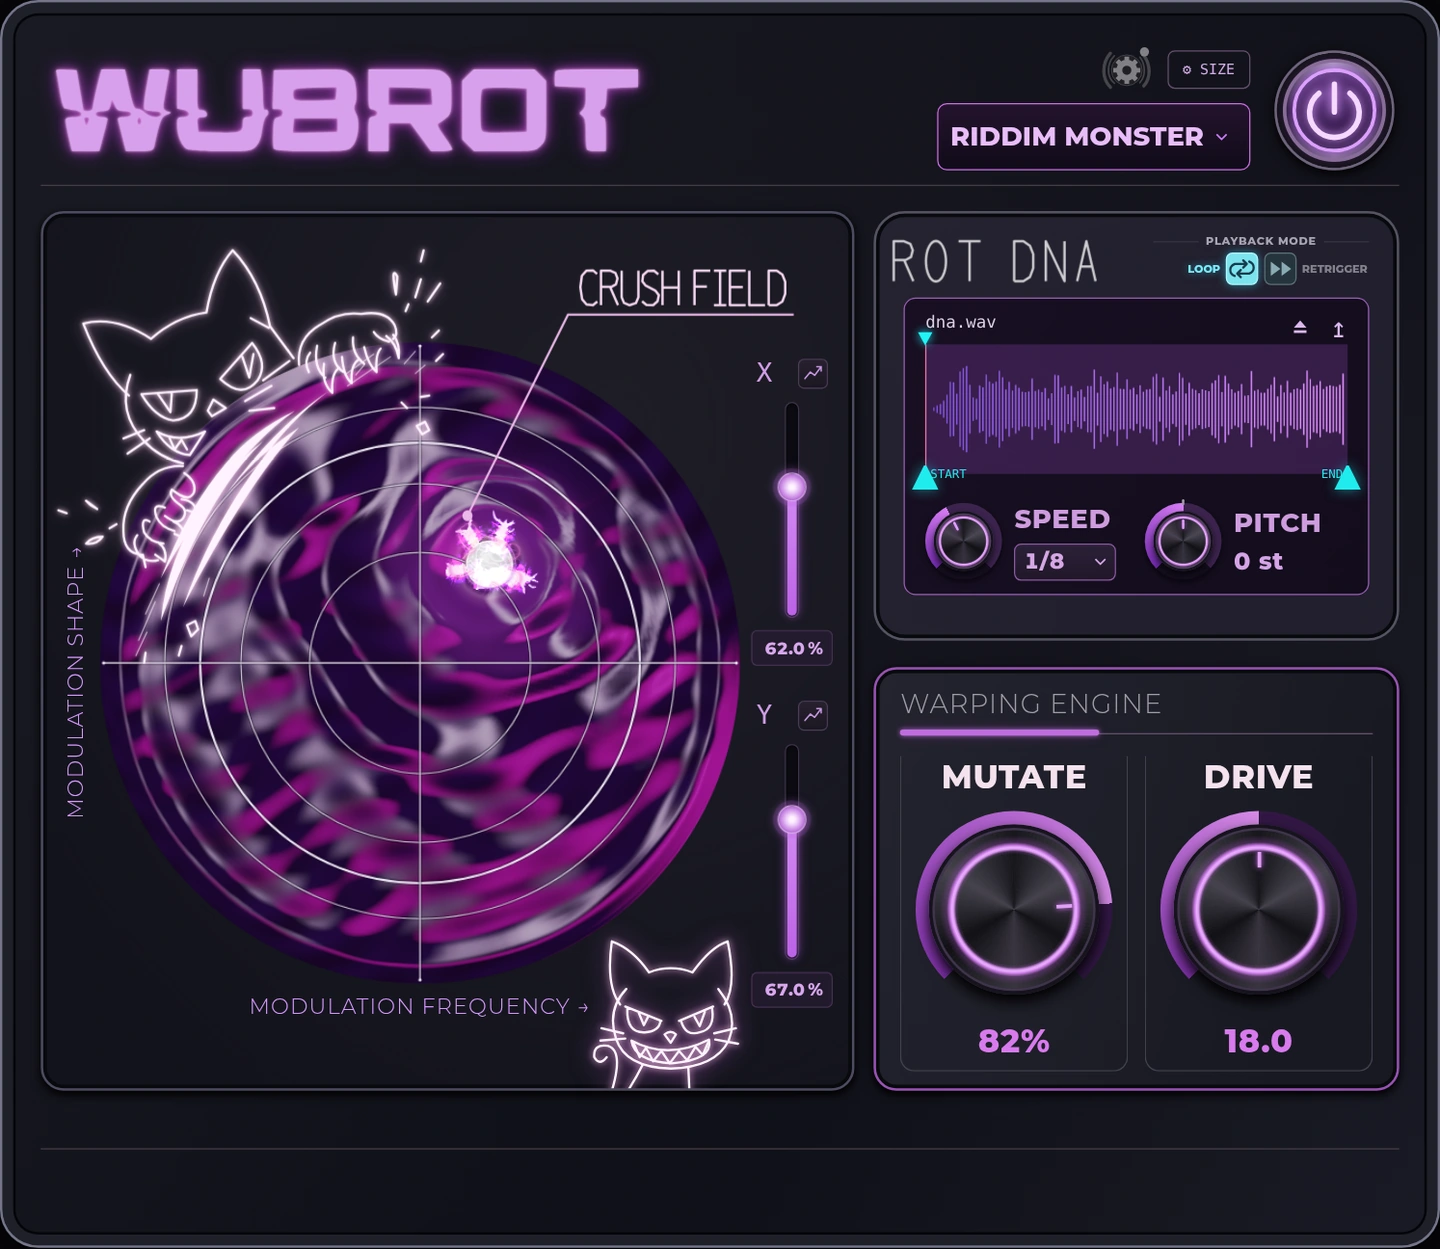 WUBROT
SIZE
RIDDIM MONSTER
CRUSH FIELD
X
62.0%
Y
67.0%
MODULATION SHAPE →
MODULATION FREQUENCY →
ROT DNA
PLAYBACK MODE
LOOP
RETRIGGER
dna.wav
START
END
SPEED
1/8
PITCH
0 st
WARPING ENGINE
MUTATE
82%
DRIVE
18.0